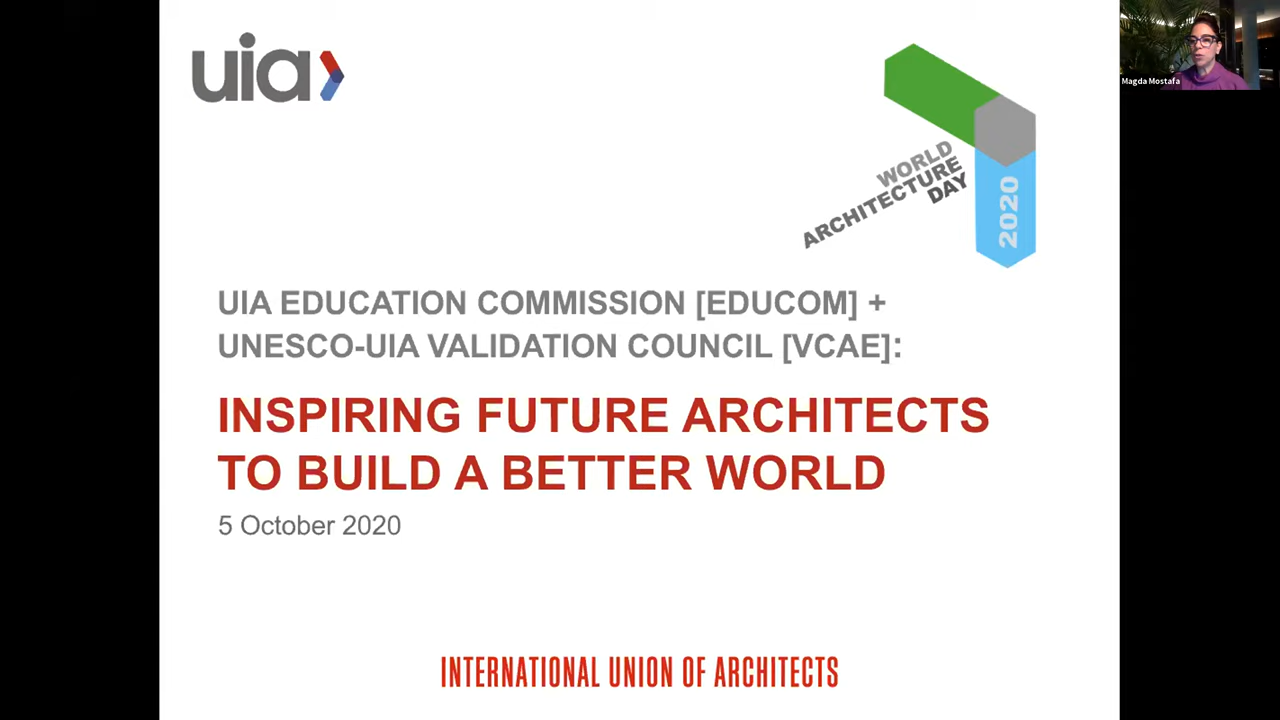 uia
Magda Mostafa
WORLD
ARCHITECTURE
DAY
2020
UIA EDUCATION COMMISSION [EDUCOM] +
UNESCO-UIA VALIDATION COUNCIL [VCAE]:
INSPIRING FUTURE ARCHITECTS
TO BUILD A BETTER WORLD
5 October 2020
INTERNATIONAL UNION OF ARCHITECTS